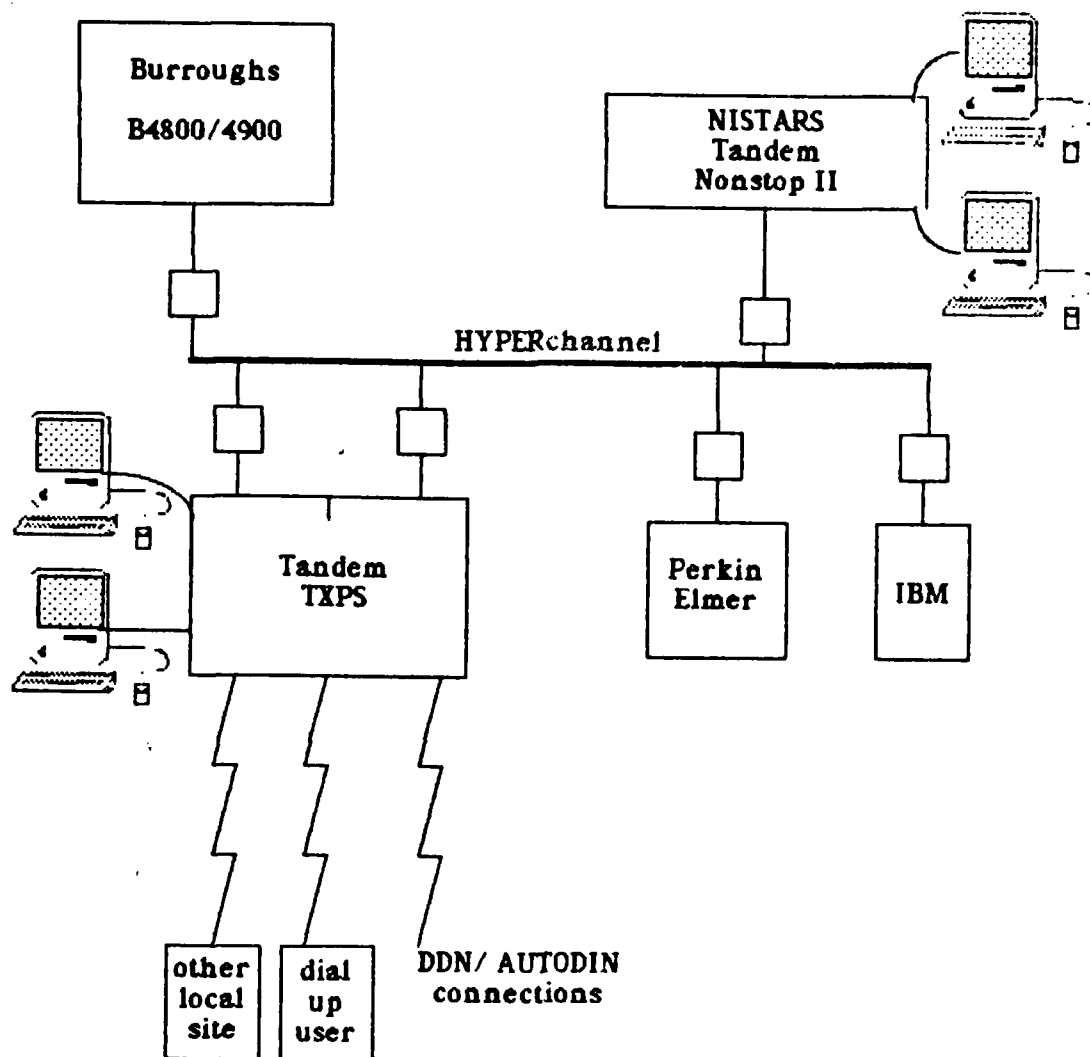 Burroughs
B4800/4900
NISTARS
Tandem
Nonstop II
HYPERchannel
Tandem
TXPS
Perkin
Elmer
IBM
other
local
site
dial
up
user
DDN/ AUTODIN
connections